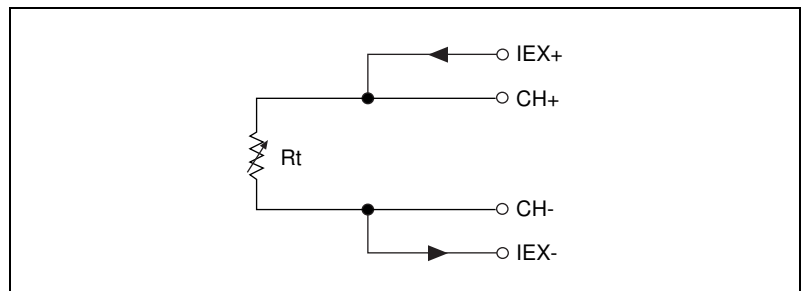 IEX+
CH+
Rt
CH-
IEX-